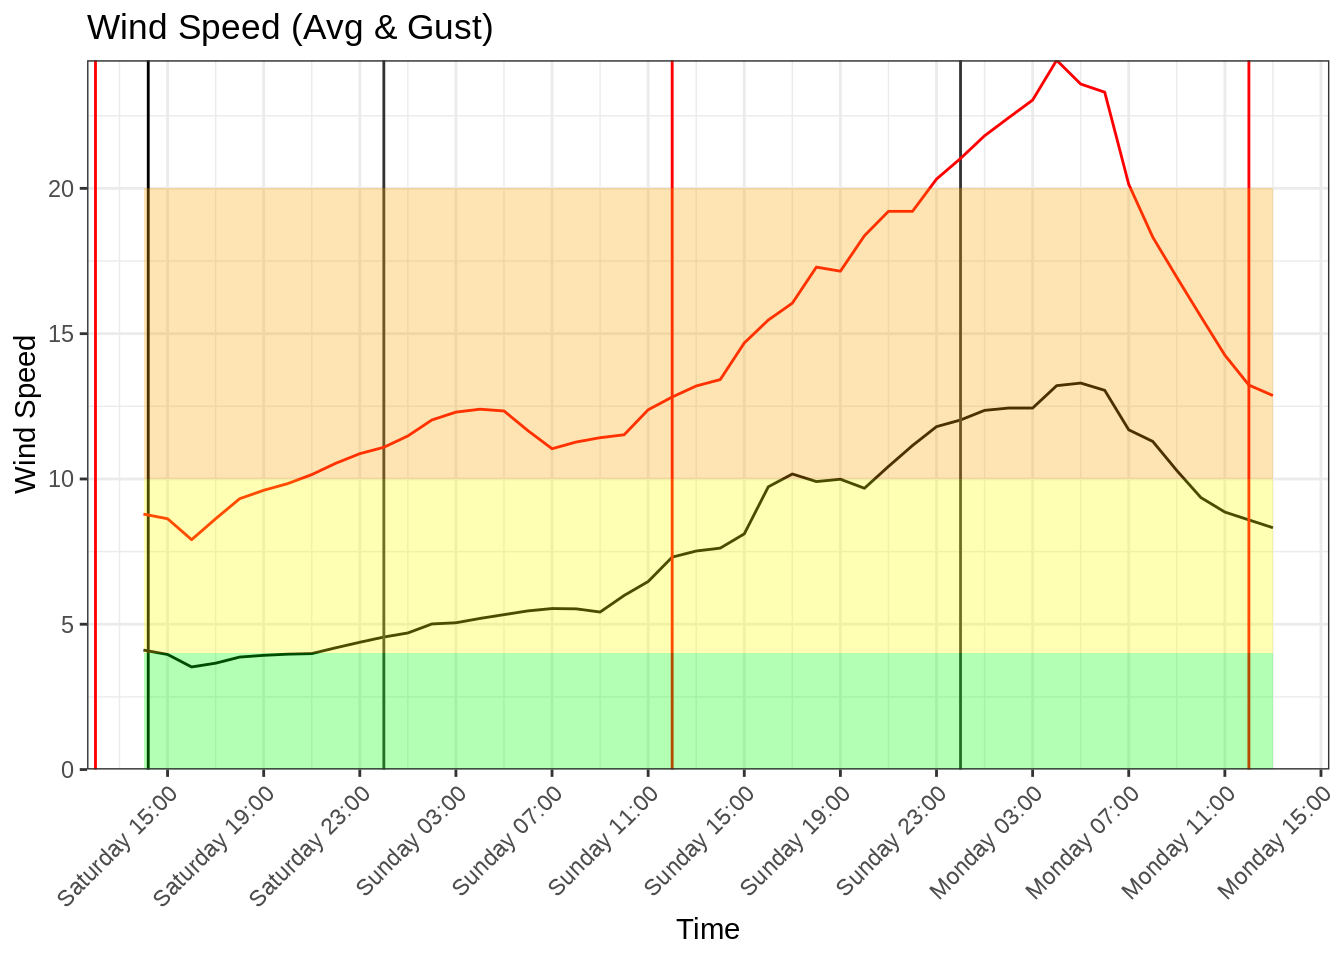 Wind Speed (Avg & Gust)
Wind Speed
20
15
10
5
0
Saturday 15:00
Saturday 19:00
Saturday 23:00
Sunday 03:00
Sunday 07:00
Sunday 11:00
Sunday 15:00
Sunday 19:00
Sunday 23:00
Monday 03:00
Monday 07:00
Monday 11:00
Monday 15:00
Time